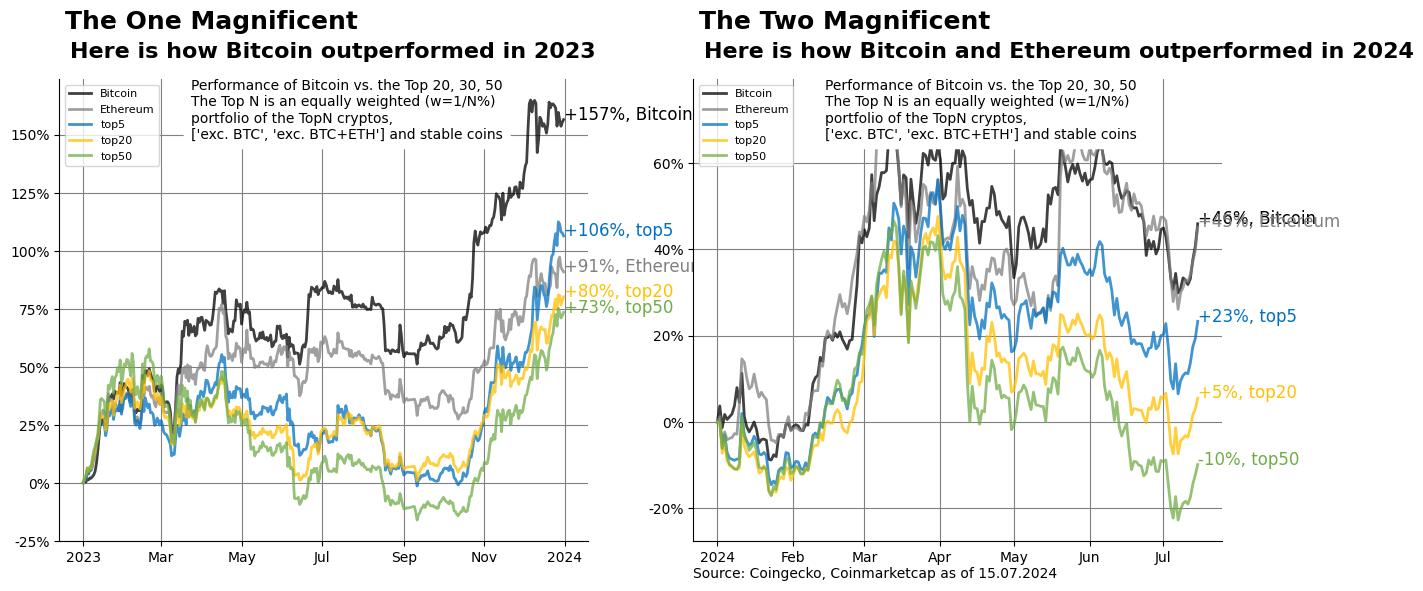 The One Magnificent
Here is how Bitcoin outperformed in 2023
Performance of Bitcoin vs. the Top 20, 30, 50
The Top N is an equally weighted (w=1/N%)
portfolio of the TopN cryptos,
['exc. BTC', 'exc. BTC+ETH'] and stable coins
Bitcoin
Ethereum
top5
top20
top50
150%
125%
100%
75%
50%
25%
0%
-25%
+157%, Bitcoin
+106%, top5
+91%, Ethereu
+80%, top20
+73%, top50
2023
Mar
May
Jul
Sep
Nov
2024
The Two Magnificent
Here is how Bitcoin and Ethereum outperformed in 2024
Performance of Bitcoin vs. the Top 20, 30, 50
The Top N is an equally weighted (w=1/N%)
portfolio of the TopN cryptos,
['exc. BTC', 'exc. BTC+ETH'] and stable coins
Bitcoin
Ethereum
top5
top20
top50
60%
40%
20%
0%
-20%
+46%, Bitcoin
+45%, Ethereum
+23%, top5
+5%, top20
-10%, top50
2024
Feb
Mar
Apr
May
Jun
Jul
Source: Coingecko, Coinmarketcap as of 15.07.2024